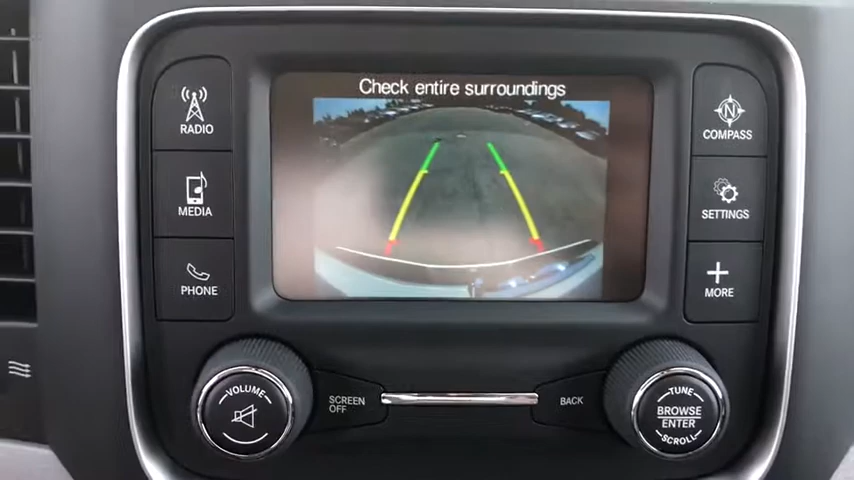 Check entire surroundings
RADIO
MEDIA
PHONE
N
COMPASS
SETTINGS
MORE
VOLUME
SCREEN
OFF
BACK
TUNE
BROWSE
ENTER
SCROLL